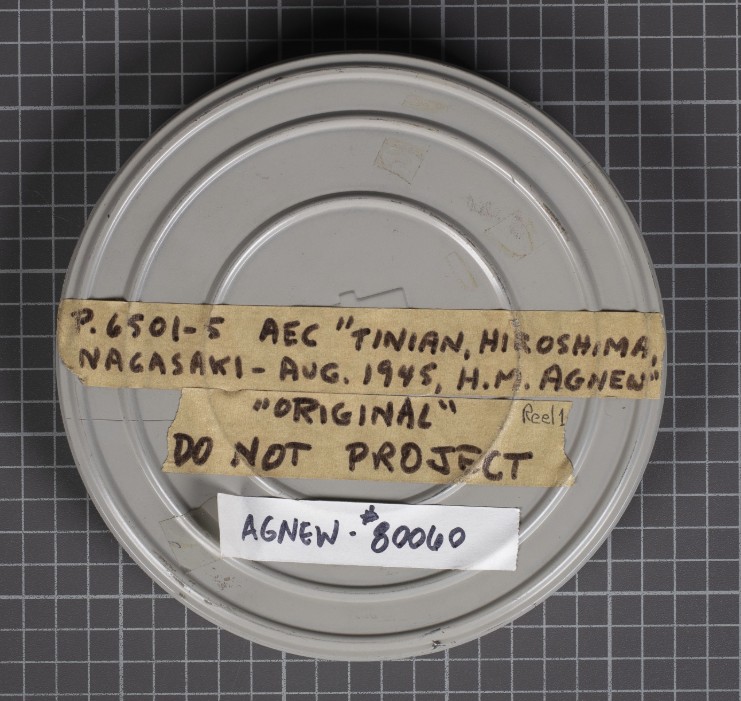 P.6501-5 AEC "TINIAN, HIROSHIMA,
NAGASAKI - AUG. 1945, H.M. AGNEW"
"ORIGINAL" Reel 1
DO NOT PROJECT
AGNEW - #80060